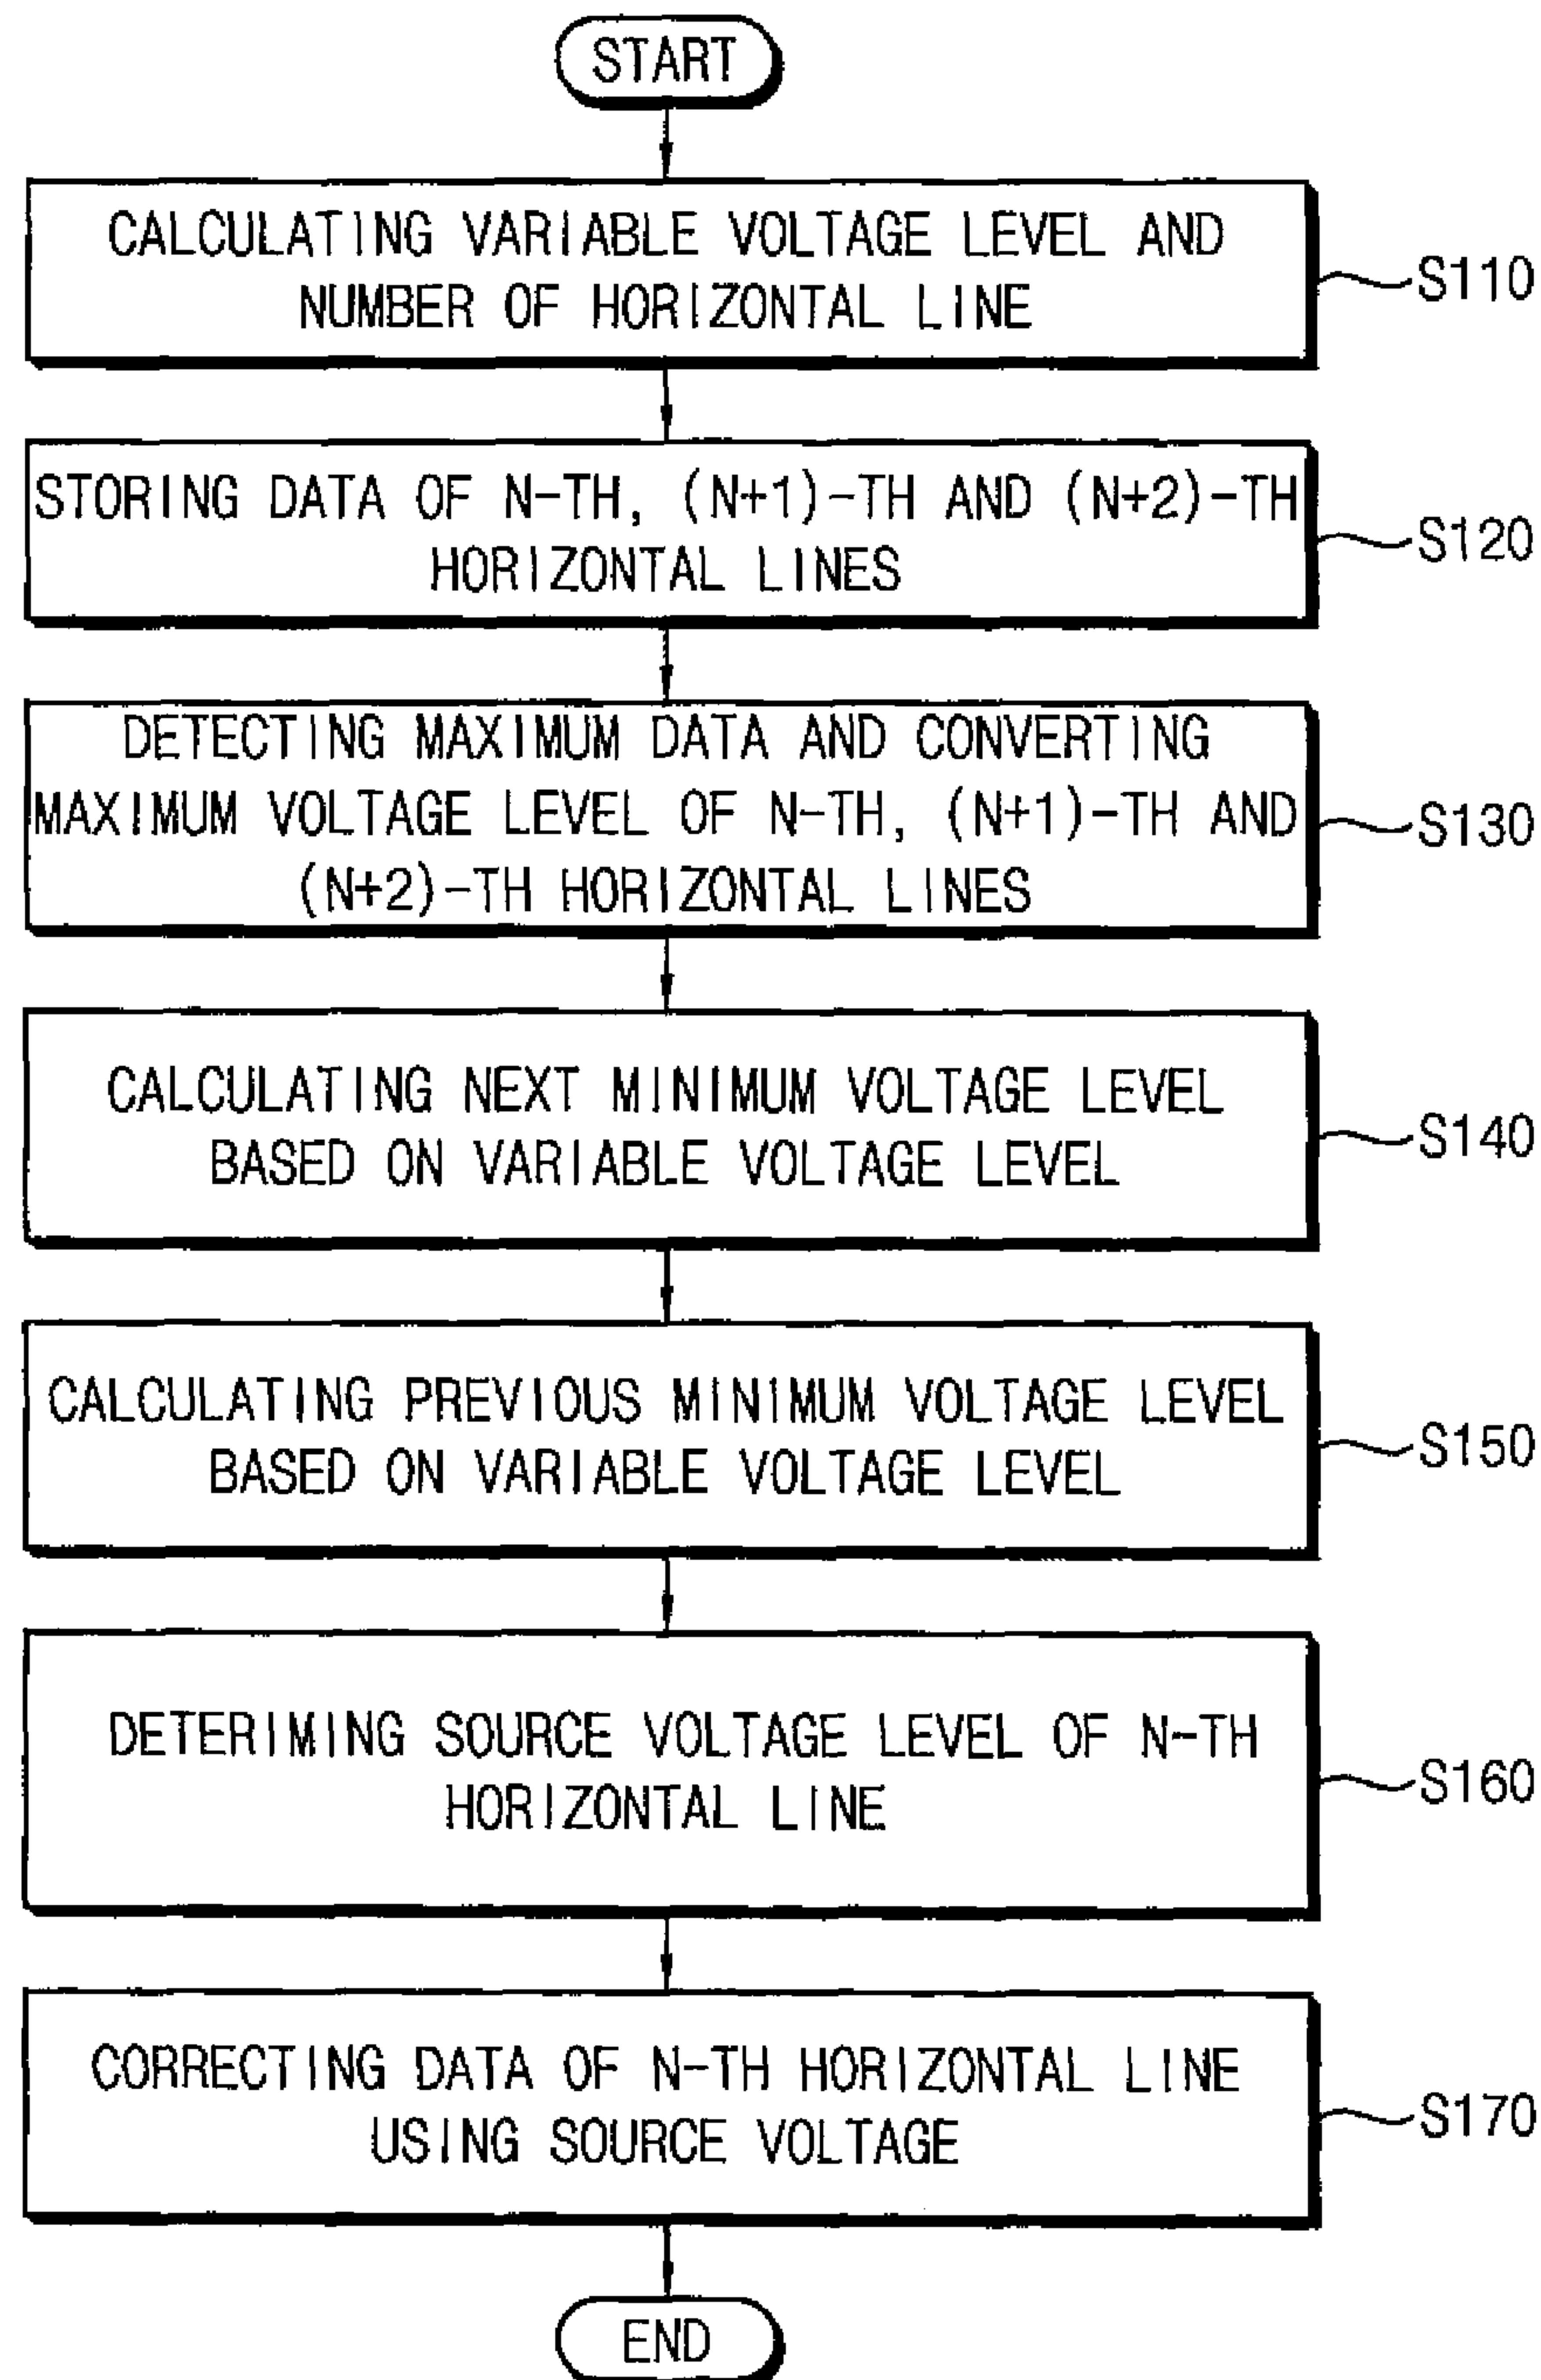 START
CALCULATING VARIABLE VOLTAGE LEVEL AND
NUMBER OF HORIZONTAL LINE
S110
STORING DATA OF N-TH, (N+1)-TH AND (N+2)-TH
HORIZONTAL LINES
S120
DETECTING MAXIMUM DATA AND CONVERTING
MAXIMUM VOLTAGE LEVEL OF N-TH, (N+1)-TH AND
(N+2)-TH HORIZONTAL LINES
S130
CALCULATING NEXT MINIMUM VOLTAGE LEVEL
BASED ON VARIABLE VOLTAGE LEVEL
S140
CALCULATING PREVIOUS MINIMUM VOLTAGE LEVEL
BASED ON VARIABLE VOLTAGE LEVEL
S150
DETERIMING SOURCE VOLTAGE LEVEL OF N-TH
HORIZONTAL LINE
S160
CORRECTING DATA OF N-TH HORIZONTAL LINE
USING SOURCE VOLTAGE
S170
END